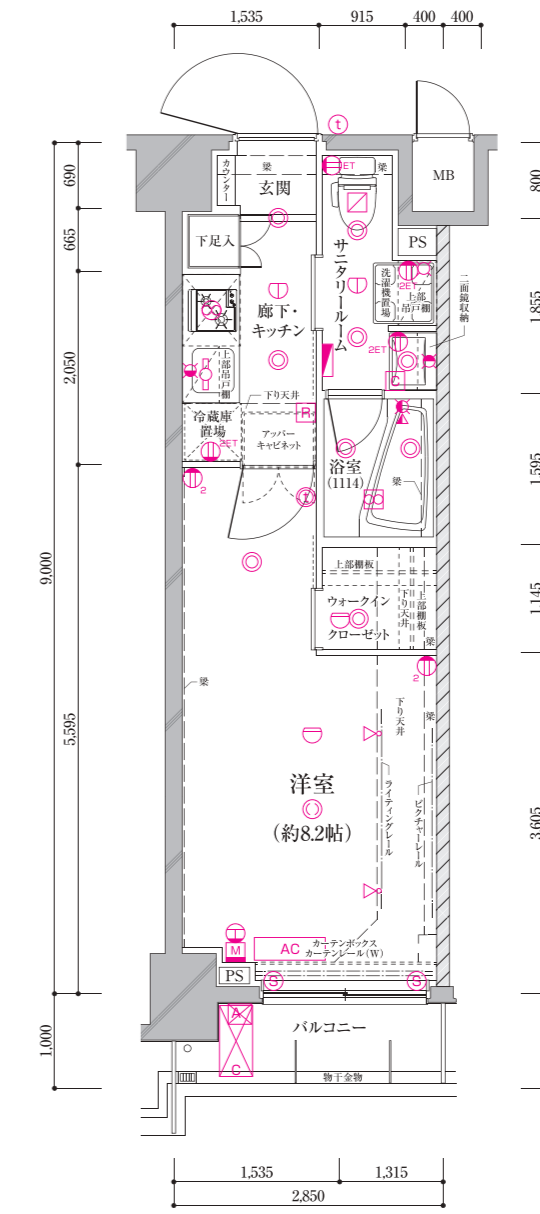 1,535
915
400
400
t
MB
ET
梁
梁
カウンター
玄関
690
800
下足入
サニタリールーム
PS
665
洗濯機置場
上部吊戸棚
2ET
二面鏡収納
1,855
廊下・
キッチン
2,050
上部吊戸棚
2ET
C
下り天井
冷蔵庫
置場
2ET
R
アッパー
キャビネット
浴室
(1114)
梁
1,595
2
9,000
上部棚板
ウォークイン
クローゼット
下り天井
上部棚板
梁
1,145
2
梁
下り天井
梁
5,595
洋室
(約8.2帖)
ライティングレール
ピクチャーレール
3,605
M
AC
カーテンボックス
カーテンレール(W)
PS
S
S
A
C
バルコニー
1,000
物干金物
1,535
1,315
2,850